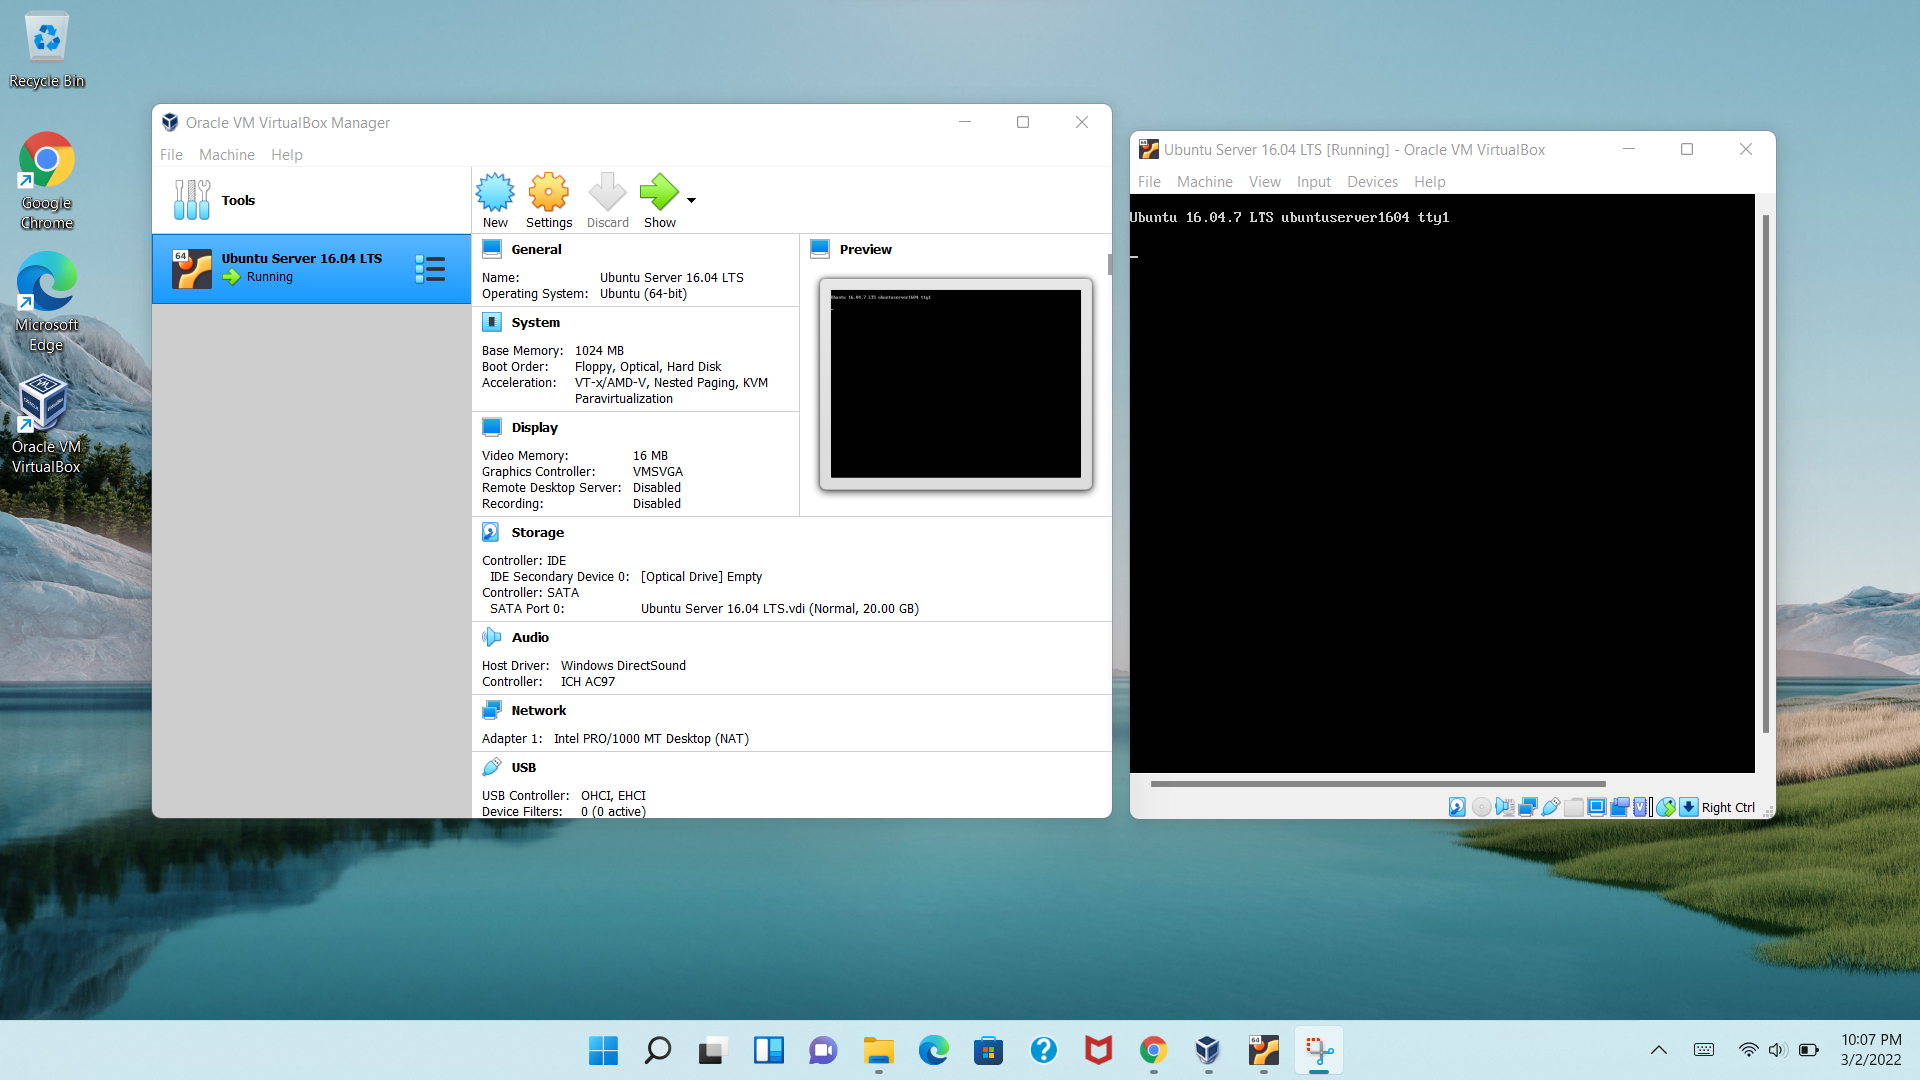 Recycle Bin
Google
Chrome
Microsoft
Edge
Oracle VM
VirtualBox
Oracle VM VirtualBox Manager
File Machine Help
Tools
New Settings Discard Show
64
Ubuntu Server 16.04 LTS
Running
General
Name: Ubuntu Server 16.04 LTS
Operating System: Ubuntu (64-bit)
System
Base Memory: 1024 MB
Boot Order: Floppy, Optical, Hard Disk
Acceleration: VT-x/AMD-V, Nested Paging, KVM
Paravirtualization
Display
Video Memory: 16 MB
Graphics Controller: VMSVGA
Remote Desktop Server: Disabled
Recording: Disabled
Preview
Ubuntu 16.04.7 LTS ubuntuserver1604 tty1
Storage
Controller: IDE
IDE Secondary Device 0: [Optical Drive] Empty
Controller: SATA
SATA Port 0: Ubuntu Server 16.04 LTS.vdi (Normal, 20.00 GB)
Audio
Host Driver: Windows DirectSound
Controller: ICH AC97
Network
Adapter 1: Intel PRO/1000 MT Desktop (NAT)
USB
USB Controller: OHCI, EHCI
Device Filters: 0 (0 active)
Ubuntu Server 16.04 LTS [Running] - Oracle VM VirtualBox
File Machine View Input Devices Help
Ubuntu 16.04.7 LTS ubuntuserver1604 tty1
_
Right Ctrl
64
10:07 PM
3/2/2022